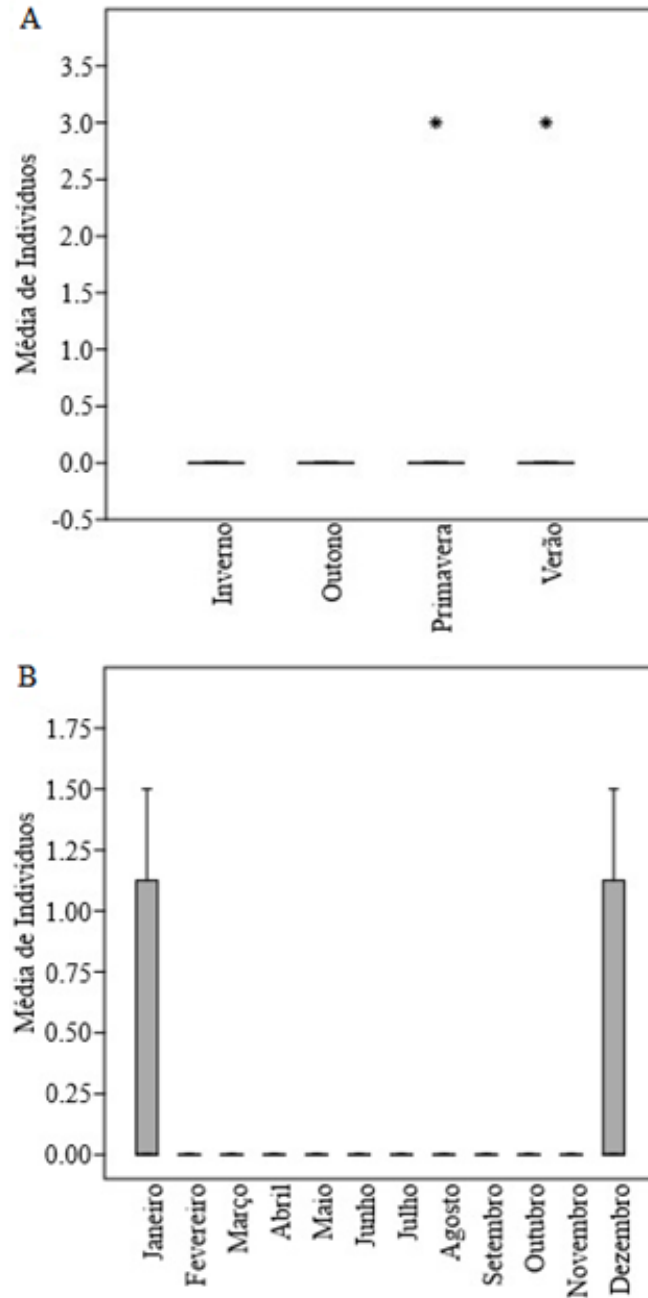 A
Média de Indivíduos
3.5
3.0
2.5
2.0
1.5
1.0
0.5
0.0
-0.5
Inverno
Outono
Primavera
Verão
B
Média de Indivíduos
1.75
1.50
1.25
1.00
0.75
0.50
0.25
0.00
Janeiro
Fevereiro
Março
Abril
Maio
Junho
Julho
Agosto
Setembro
Outubro
Novembro
Dezembro